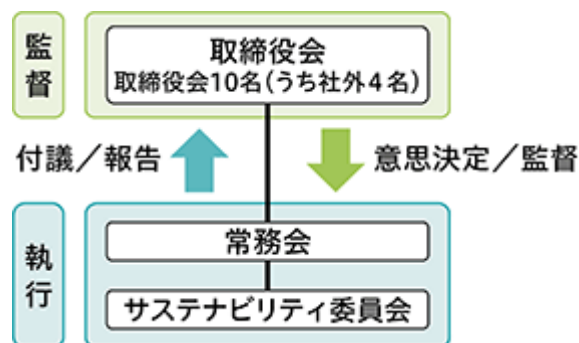 監督
取締役会
取締役会10名(うち社外4名)
付議／報告
意思決定／監督
執行
常務会
サステナビリティ委員会